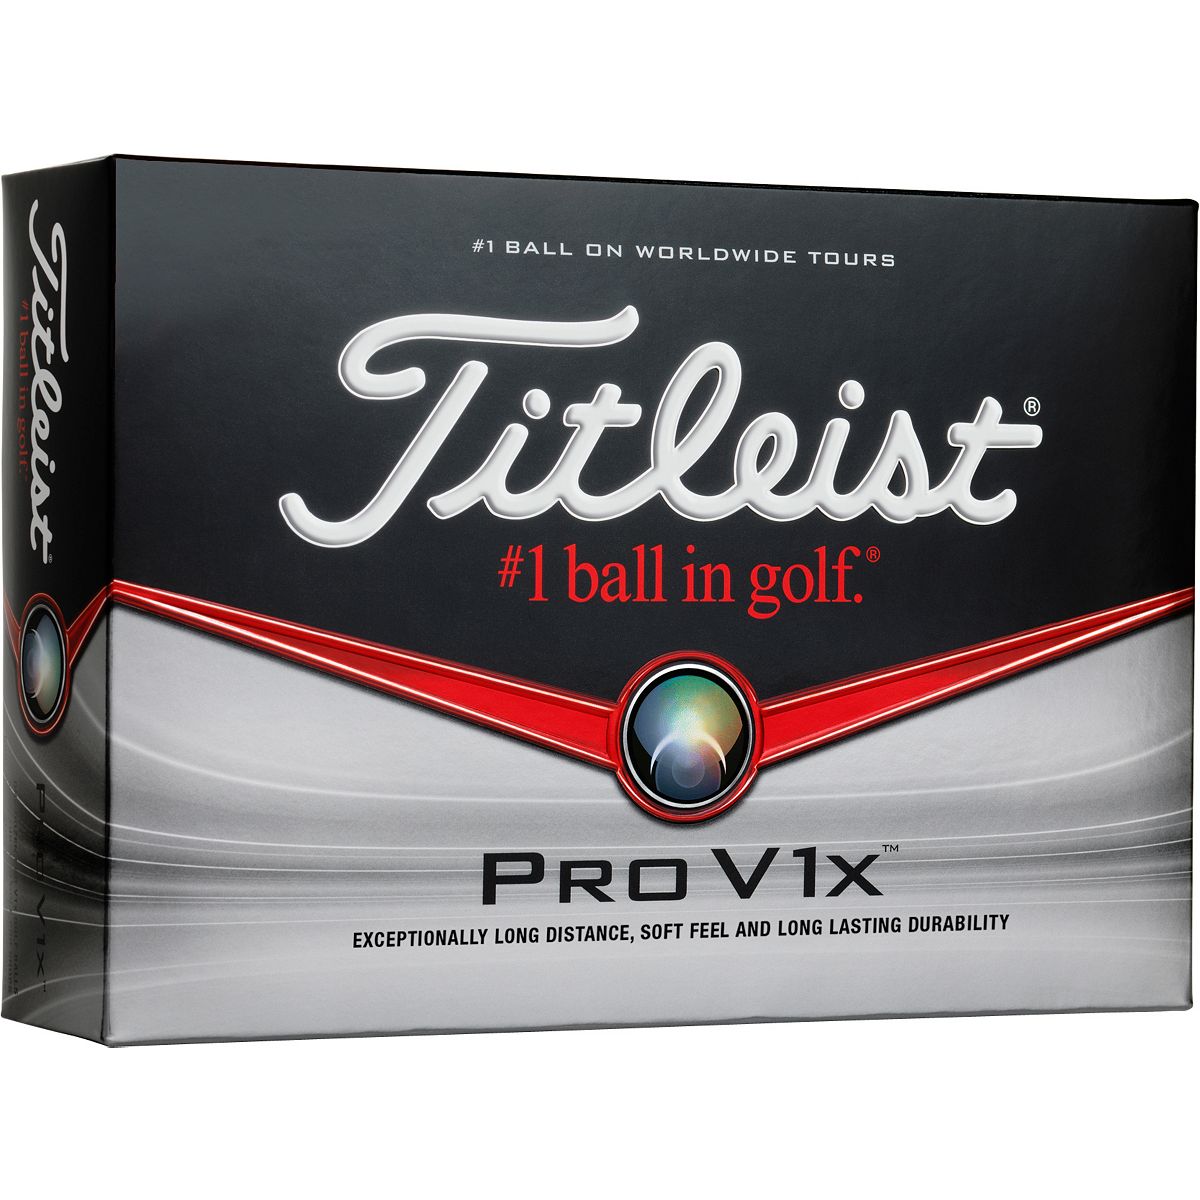 #1 BALL ON WORLDWIDE TOURS
Titleist®
#1 ball in golf.®
PRO V1x™
EXCEPTIONALLY LONG DISTANCE, SOFT FEEL AND LONG LASTING DURABILITY
Titleist®
#1 ball in golf.®
PRO V1x™